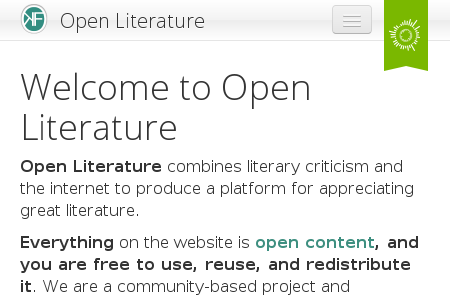 Open Literature
Welcome to Open
Literature
Open Literature combines literary criticism and
the internet to produce a platform for appreciating
great literature.
Everything on the website is open content, and
you are free to use, reuse, and redistribute
it. We are a community-based project and